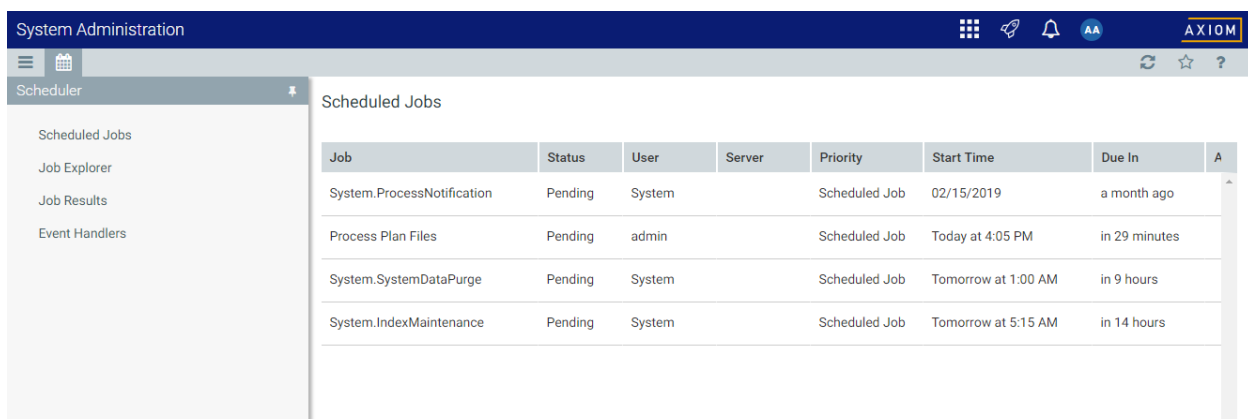 System Administration
AA
AXIOM
?
Scheduler
Scheduled Jobs
Job Explorer
Job Results
Event Handlers
Scheduled Jobs
Job Status User Server Priority Start Time Due In A
System.ProcessNotification Pending System Scheduled Job 02/15/2019 a month ago
Process Plan Files Pending admin Scheduled Job Today at 4:05 PM in 29 minutes
System.SystemDataPurge Pending System Scheduled Job Tomorrow at 1:00 AM in 9 hours
System.IndexMaintenance Pending System Scheduled Job Tomorrow at 5:15 AM in 14 hours